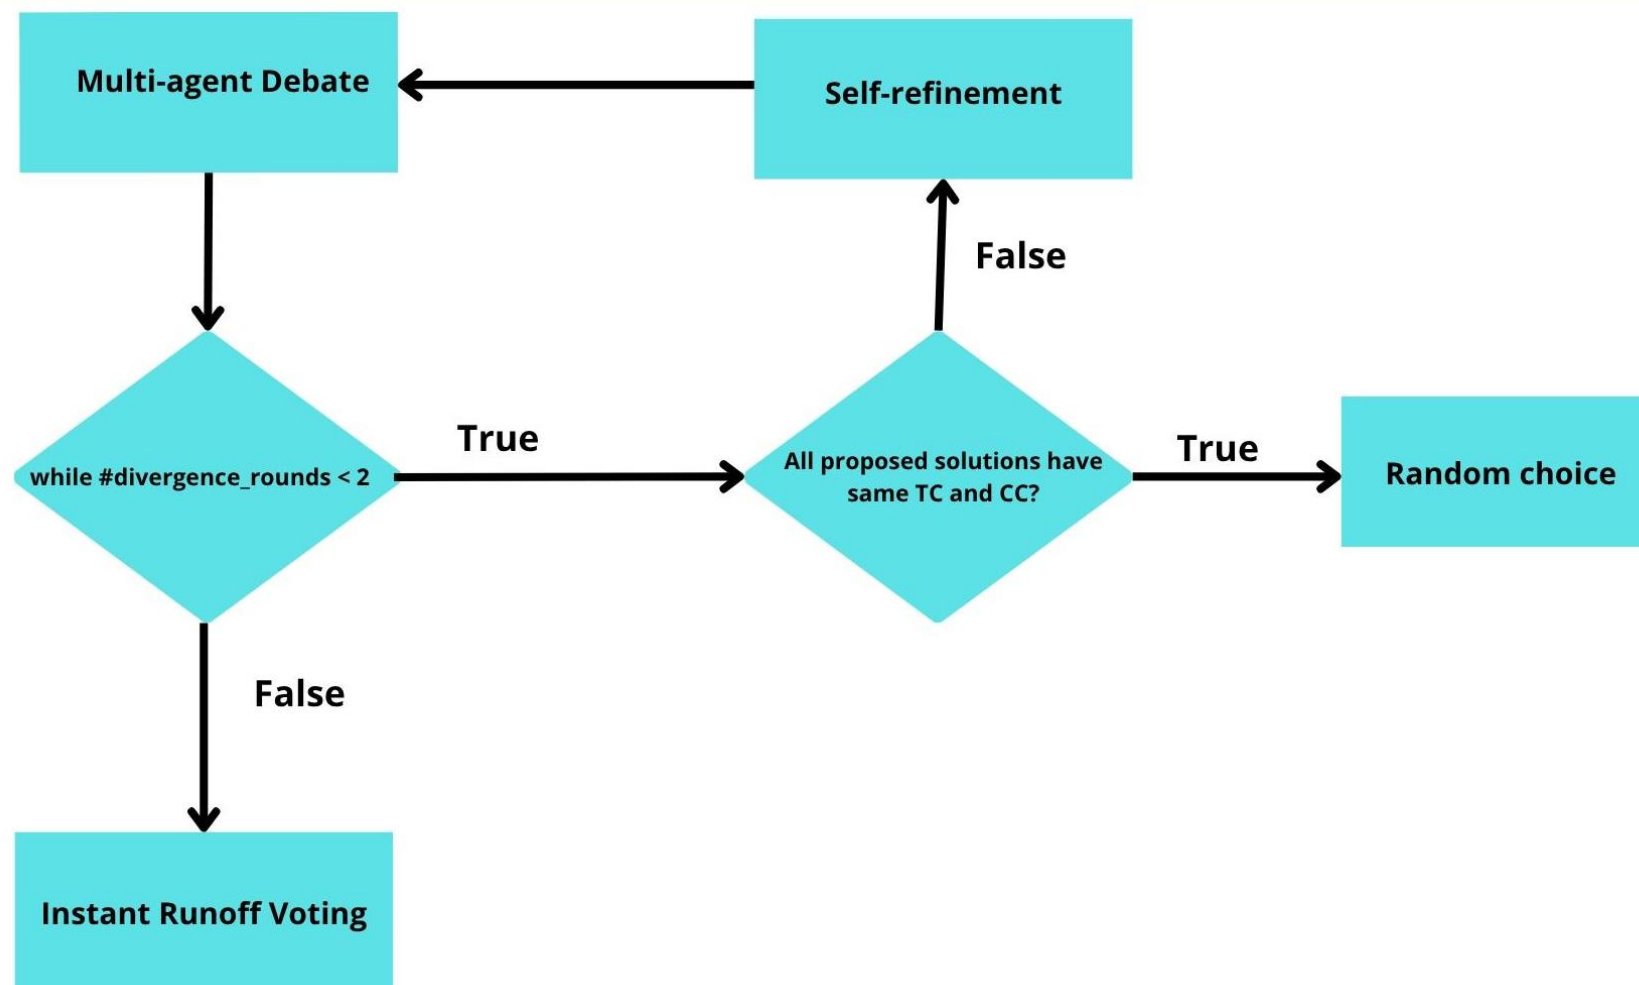 Multi-agent Debate
Self-refinement
False
True
while #divergence_rounds < 2
All proposed solutions have
same TC and CC?
True
Random choice
False
Instant Runoff Voting